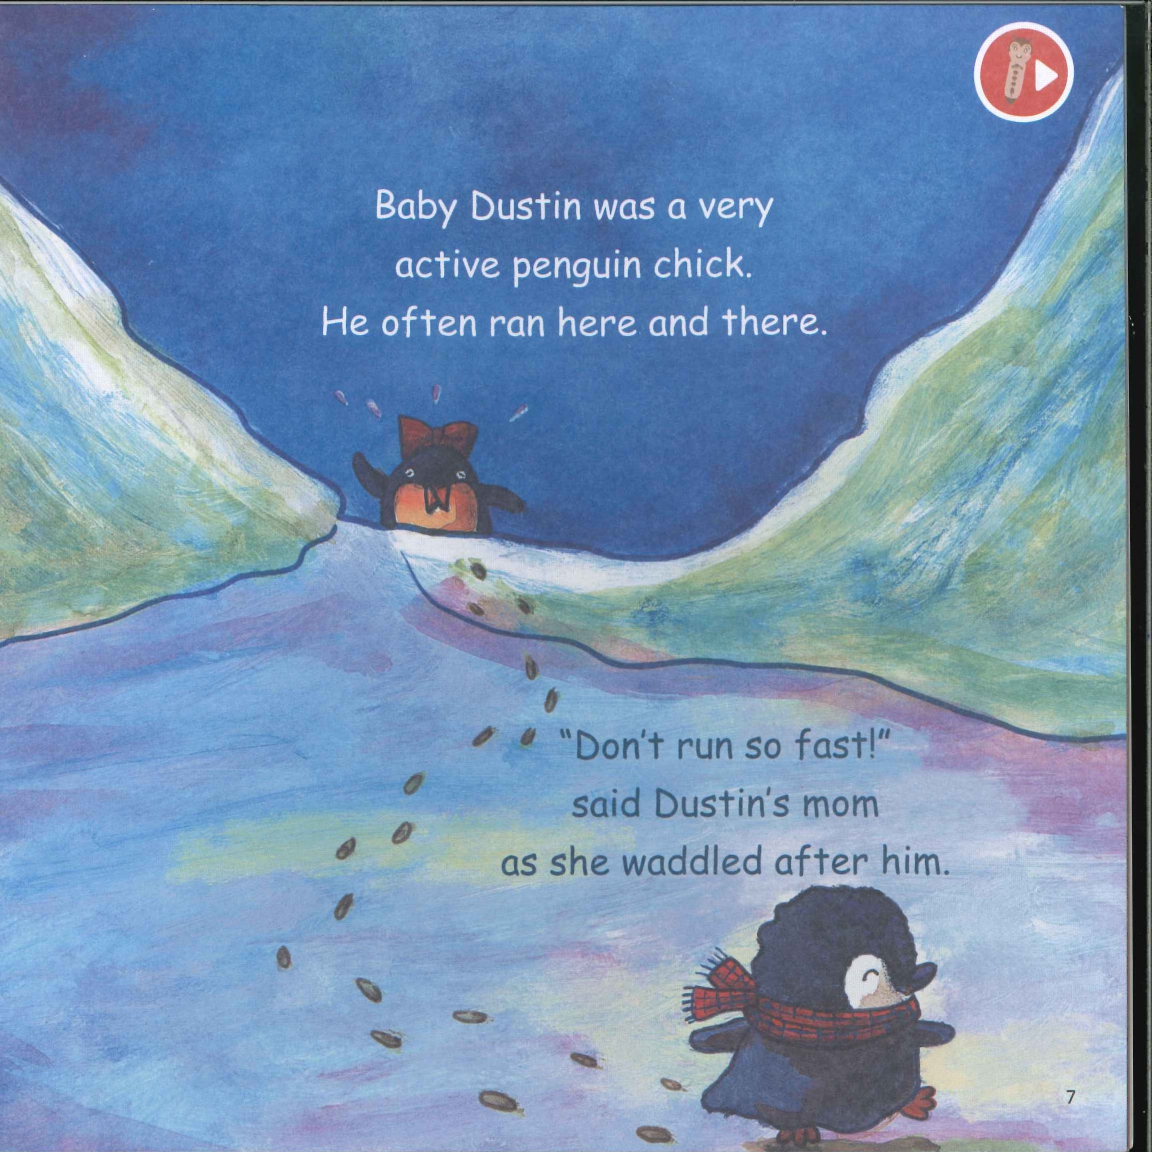 Baby Dustin was a very
active penguin chick.
He often ran here and there.
"Don't run so fast!"
said Dustin's mom
as she waddled after him.
7